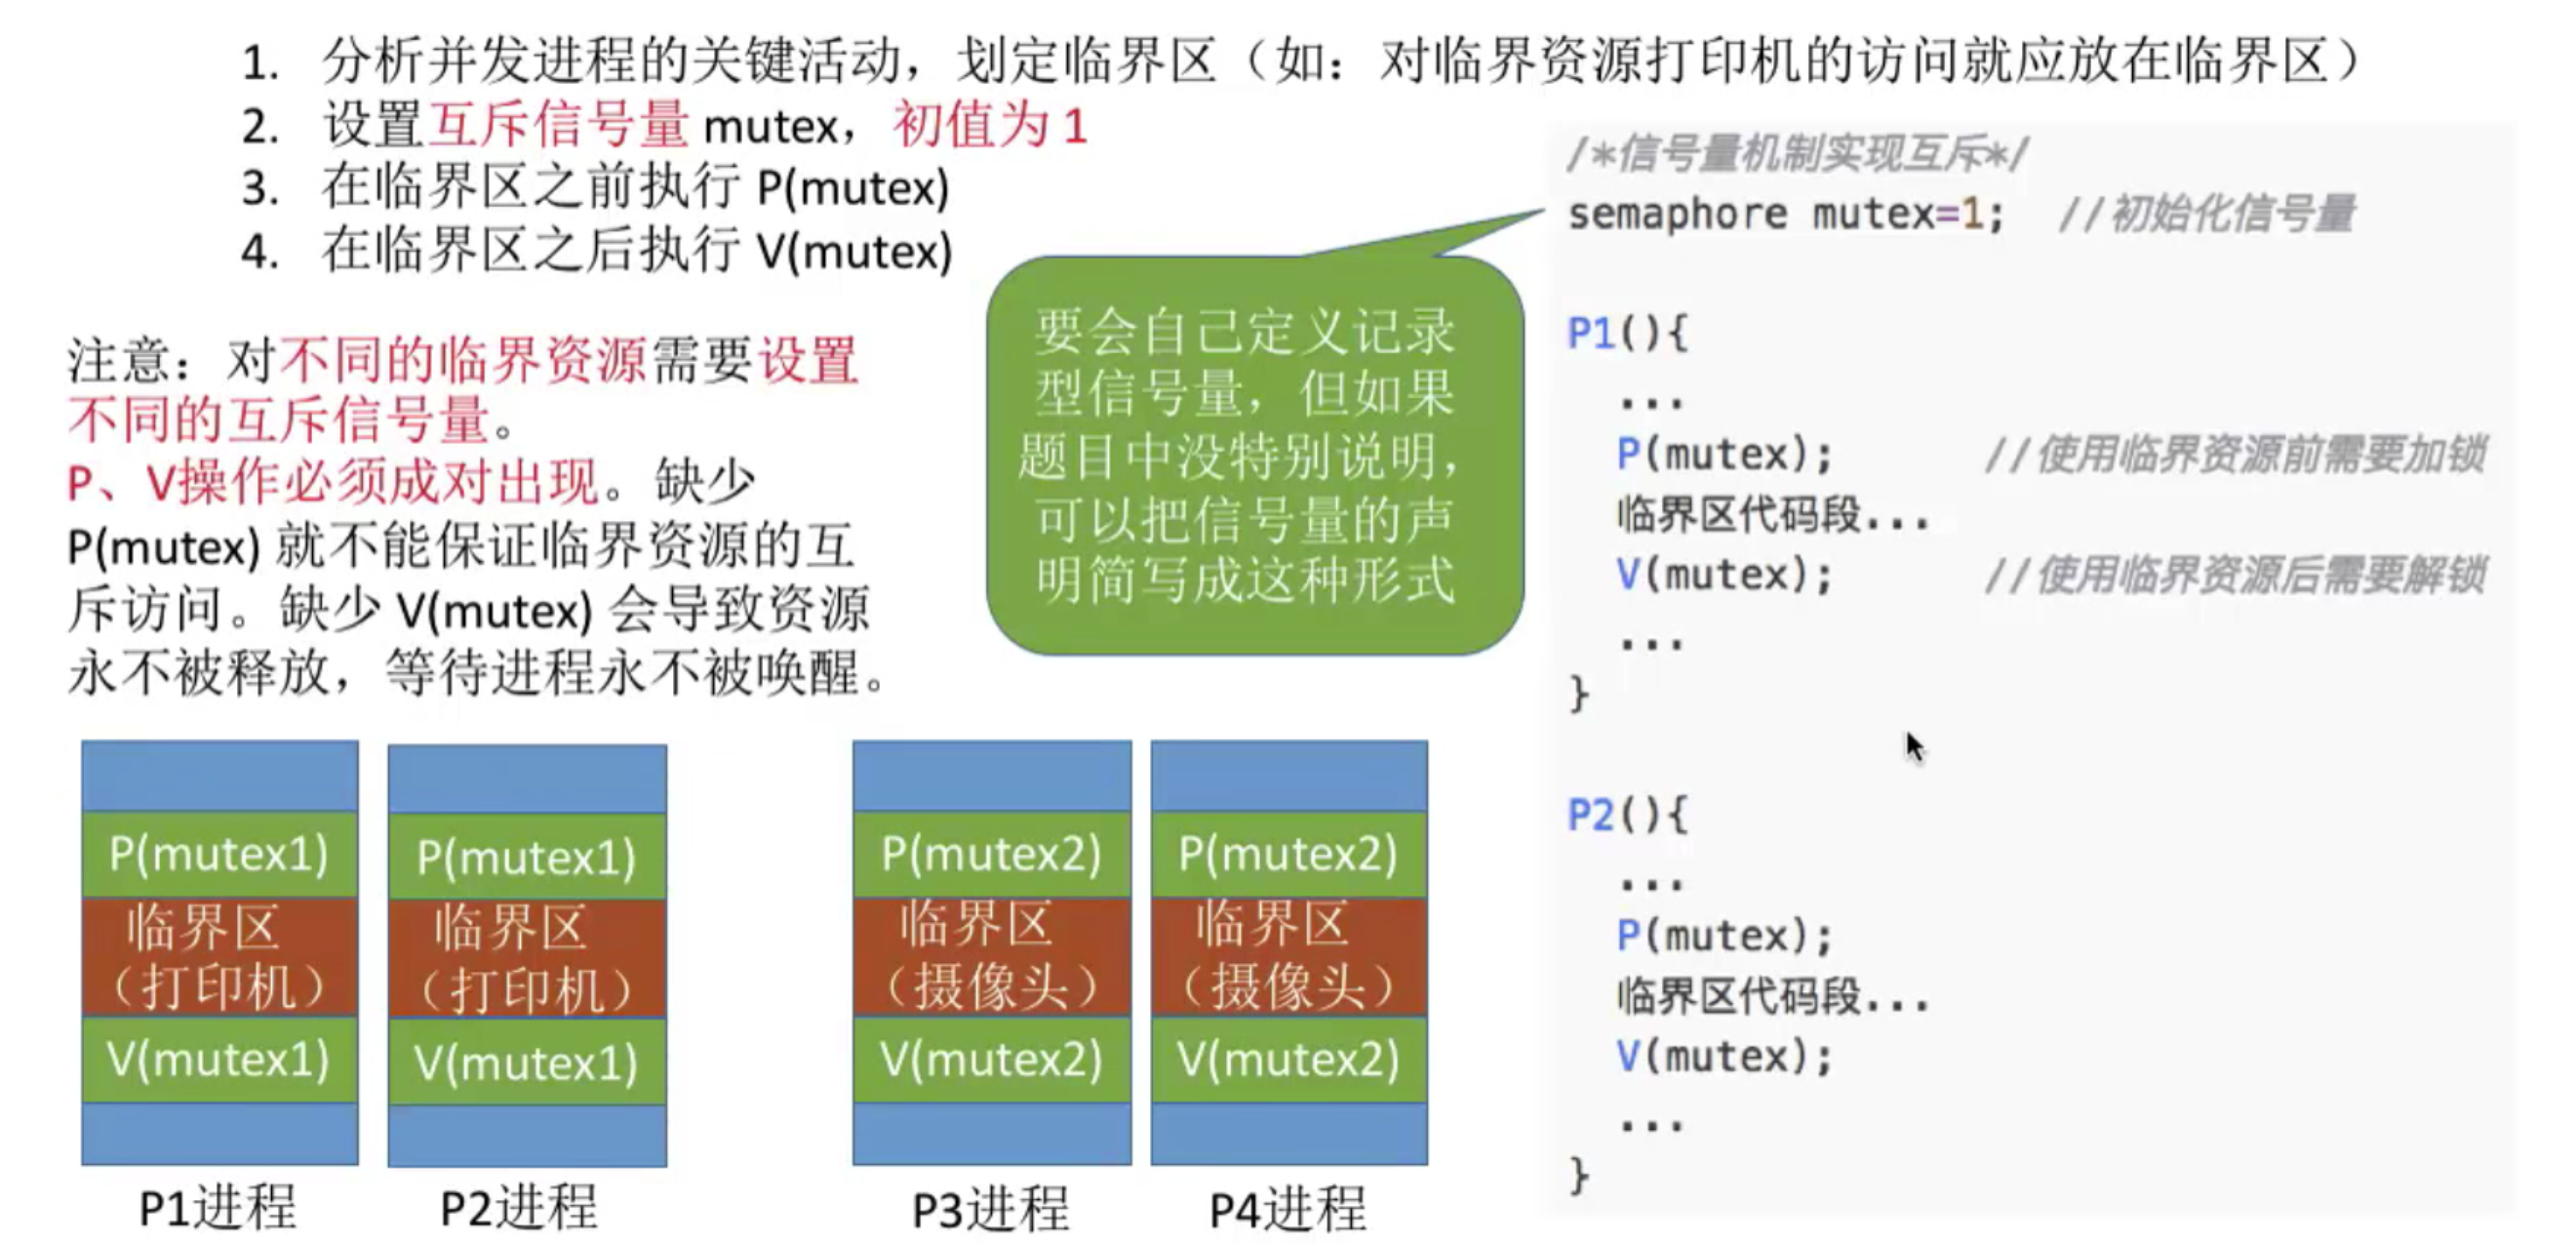 1. 分析并发进程的关键活动，划定临界区（如：对临界资源打印机的访问就应放在临界区）
2. 设置互斥信号量 mutex，初值为 1
3. 在临界区之前执行 P(mutex)
4. 在临界区之后执行 V(mutex)
注意：对不同的临界资源需要设置
不同的互斥信号量。
P、V操作必须成对出现。缺少
P(mutex) 就不能保证临界资源的互
斥访问。缺少 V(mutex) 会导致资源
永不被释放，等待进程永不被唤醒。
要会自己定义记录
型信号量，但如果
题目中没特别说明，
可以把信号量的声
明简写成这种形式
/*信号量机制实现互斥*/
semaphore mutex=1; //初始化信号量
P1(){
...
P(mutex); //使用临界资源前需要加锁
临界区代码段...
V(mutex); //使用临界资源后需要解锁
...
}
P2(){
...
P(mutex);
临界区代码段...
V(mutex);
...
}
P(mutex1)
临界区
（打印机）
V(mutex1)
P1进程
P(mutex1)
临界区
（打印机）
V(mutex1)
P2进程
P(mutex2)
临界区
（摄像头）
V(mutex2)
P3进程
P(mutex2)
临界区
（摄像头）
V(mutex2)
P4进程